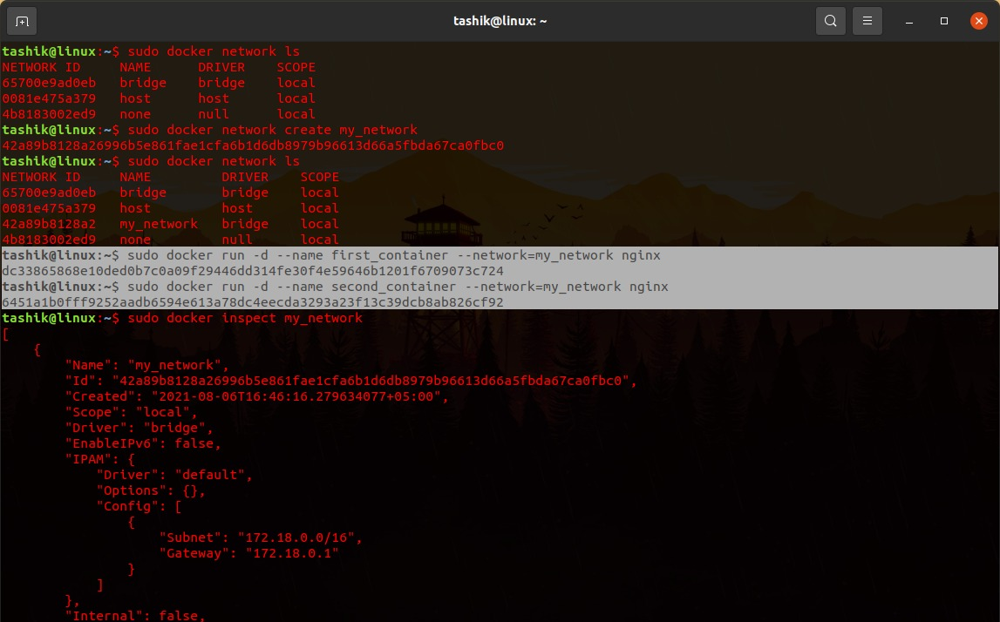 tashik@linux: ~
tashik@linux:~$ sudo docker network ls
NETWORK ID     NAME      DRIVER    SCOPE
65700e9ad0eb   bridge    bridge    local
0081e475a379   host      host      local
4b8183002ed9   none      null      local
tashik@linux:~$ sudo docker network create my_network
42a89b8128a26996b5e861fae1cfa6b1d6db8979b96613d66a5fbda67ca0fbc0
tashik@linux:~$ sudo docker network ls
NETWORK ID     NAME         DRIVER    SCOPE
65700e9ad0eb   bridge       bridge    local
0081e475a379   host         host      local
42a89b8128a2   my_network   bridge    local
4b8183002ed9   none         null      local
tashik@linux:~$ sudo docker run -d --name first_container --network=my_network nginx
dc33865868e10ded0b7c0a09f29446dd314fe30f4e59646b1201f6709073c724
tashik@linux:~$ sudo docker run -d --name second_container --network=my_network nginx
6451a1b0fff9252aadb6594e613a78dc4eecda3293a23f13c39dcb8ab826cf92
tashik@linux:~$ sudo docker inspect my_network
[
    {
        "Name": "my_network",
        "Id": "42a89b8128a26996b5e861fae1cfa6b1d6db8979b96613d66a5fbda67ca0fbc0",
        "Created": "2021-08-06T16:46:16.279634077+05:00",
        "Scope": "local",
        "Driver": "bridge",
        "EnableIPv6": false,
        "IPAM": {
            "Driver": "default",
            "Options": {},
            "Config": [
                {
                    "Subnet": "172.18.0.0/16",
                    "Gateway": "172.18.0.1"
                }
            ]
        },
        "Internal": false,